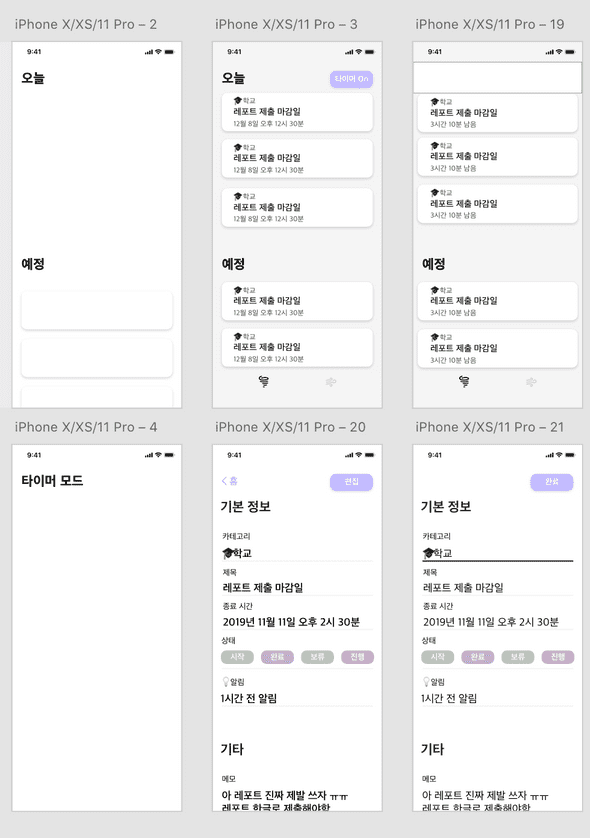 iPhone X/XS/11 Pro – 2
9:41
오늘
예정
iPhone X/XS/11 Pro – 3
9:41
오늘
타이머 On
🎓학교
레포트 제출 마감일
12월 8일 오후 12시 30분
🎓학교
레포트 제출 마감일
12월 8일 오후 12시 30분
🎓학교
레포트 제출 마감일
12월 8일 오후 12시 30분
예정
🎓학교
레포트 제출 마감일
12월 8일 오후 12시 30분
🎓학교
레포트 제출 마감일
12월 8일 오후 12시 30분
iPhone X/XS/11 Pro – 19
9:41
🎓학교
레포트 제출 마감일
3시간 10분 남음
🎓학교
레포트 제출 마감일
3시간 10분 남음
🎓학교
레포트 제출 마감일
3시간 10분 남음
예정
🎓학교
레포트 제출 마감일
3시간 10분 남음
🎓학교
레포트 제출 마감일
3시간 10분 남음
iPhone X/XS/11 Pro – 4
9:41
타이머 모드
iPhone X/XS/11 Pro – 20
9:41
< 홈
편집
기본 정보
카테고리
🎓학교
제목
레포트 제출 마감일
종료 시간
2019년 11월 11일 오후 2시 30분
상태
시작 완료 보류 진행
💡알림
1시간 전 알림
기타
메모
아 레포트 진짜 제발 쓰자 ㅠㅠ
레포트 한글로 제출해야함
iPhone X/XS/11 Pro – 21
9:41
완료
기본 정보
카테고리
🎓학교
제목
레포트 제출 마감일
종료 시간
2019년 11월 11일 오후 2시 30분
상태
시작 완료 보류 진행
💡알림
1시간 전 알림
기타
메모
아 레포트 진짜 제발 쓰자 ㅠㅠ
레포트 한글로 제출해야함